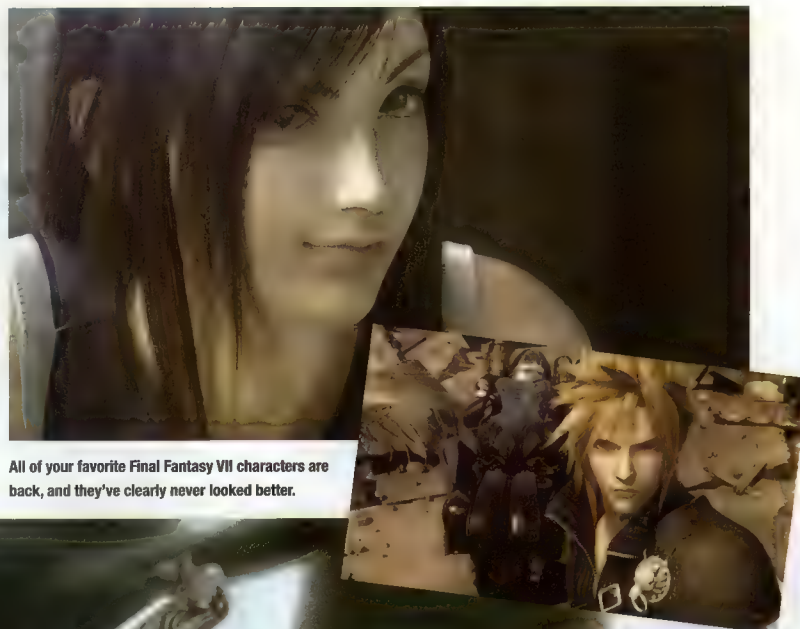 All of your favorite Final Fantasy VII characters are
back, and they've clearly never looked better.